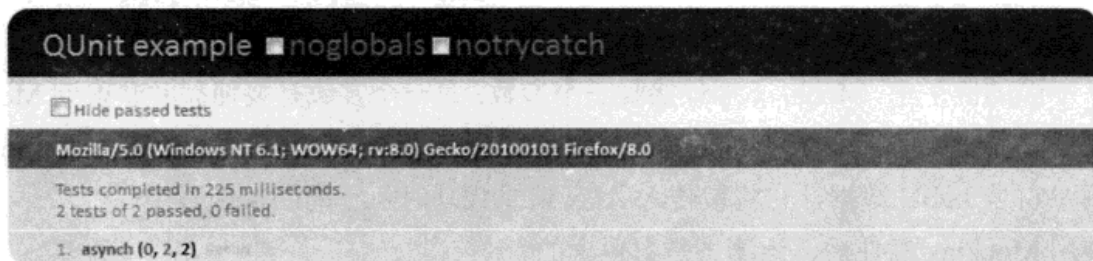 QUnit example noglobals notrycatch
Hide passed tests
Mozilla/5.0 (Windows NT 6.1; WOW64; rv:8.0) Gecko/20100101 Firefox/8.0
Tests completed in 225 milliseconds.
2 tests of 2 passed, 0 failed.
1. asynch (0, 2, 2)